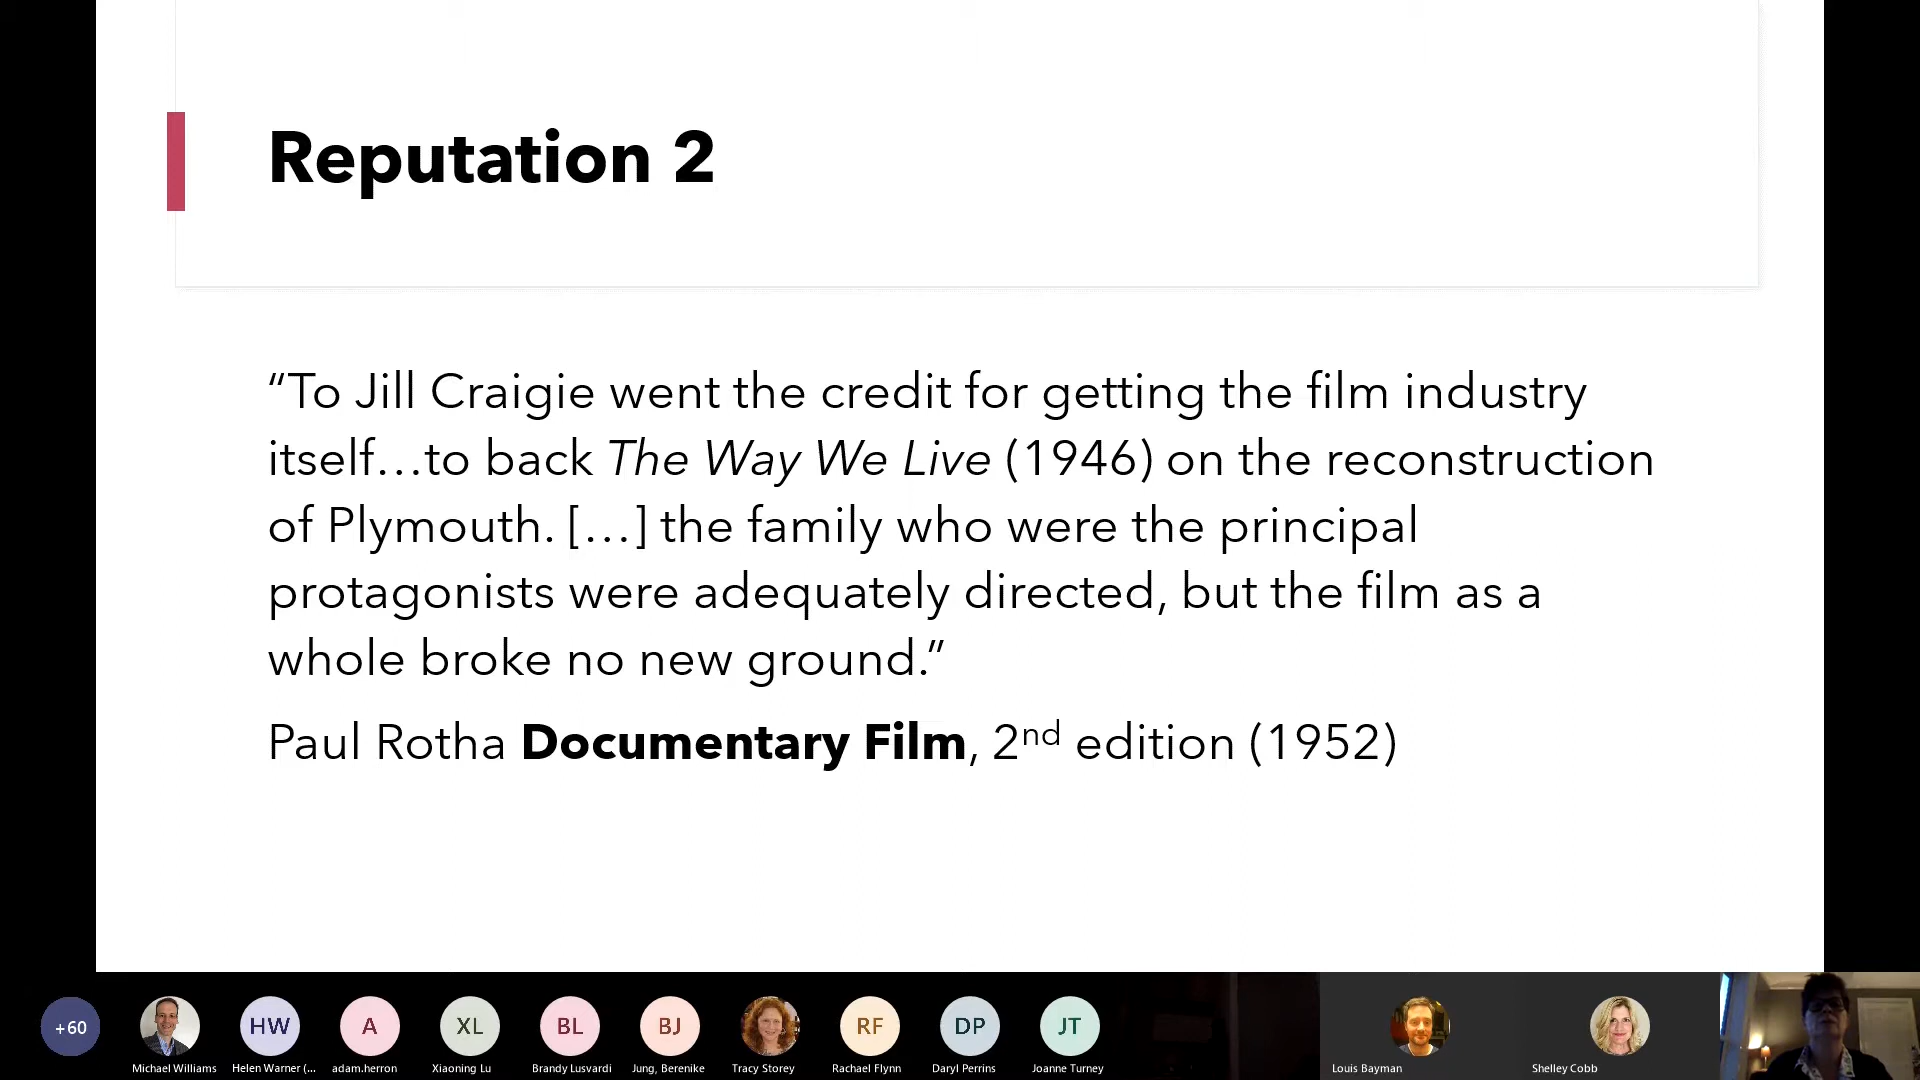 Reputation 2
“To Jill Craigie went the credit for getting the film industry
itself…to back The Way We Live (1946) on the reconstruction
of Plymouth. […] the family who were the principal
protagonists were adequately directed, but the film as a
whole broke no new ground.”
Paul Rotha Documentary Film, 2nd edition (1952)
+60
HW
A
XL
BL
BJ
RF
DP
JT
Michael Williams
Helen Warner (...
adam.herron
Xiaoning Lu
Brandy Lusvardi
Jung, Berenike
Tracy Storey
Rachael Flynn
Daryl Perrins
Joanne Turney
Louis Bayman
Shelley Cobb